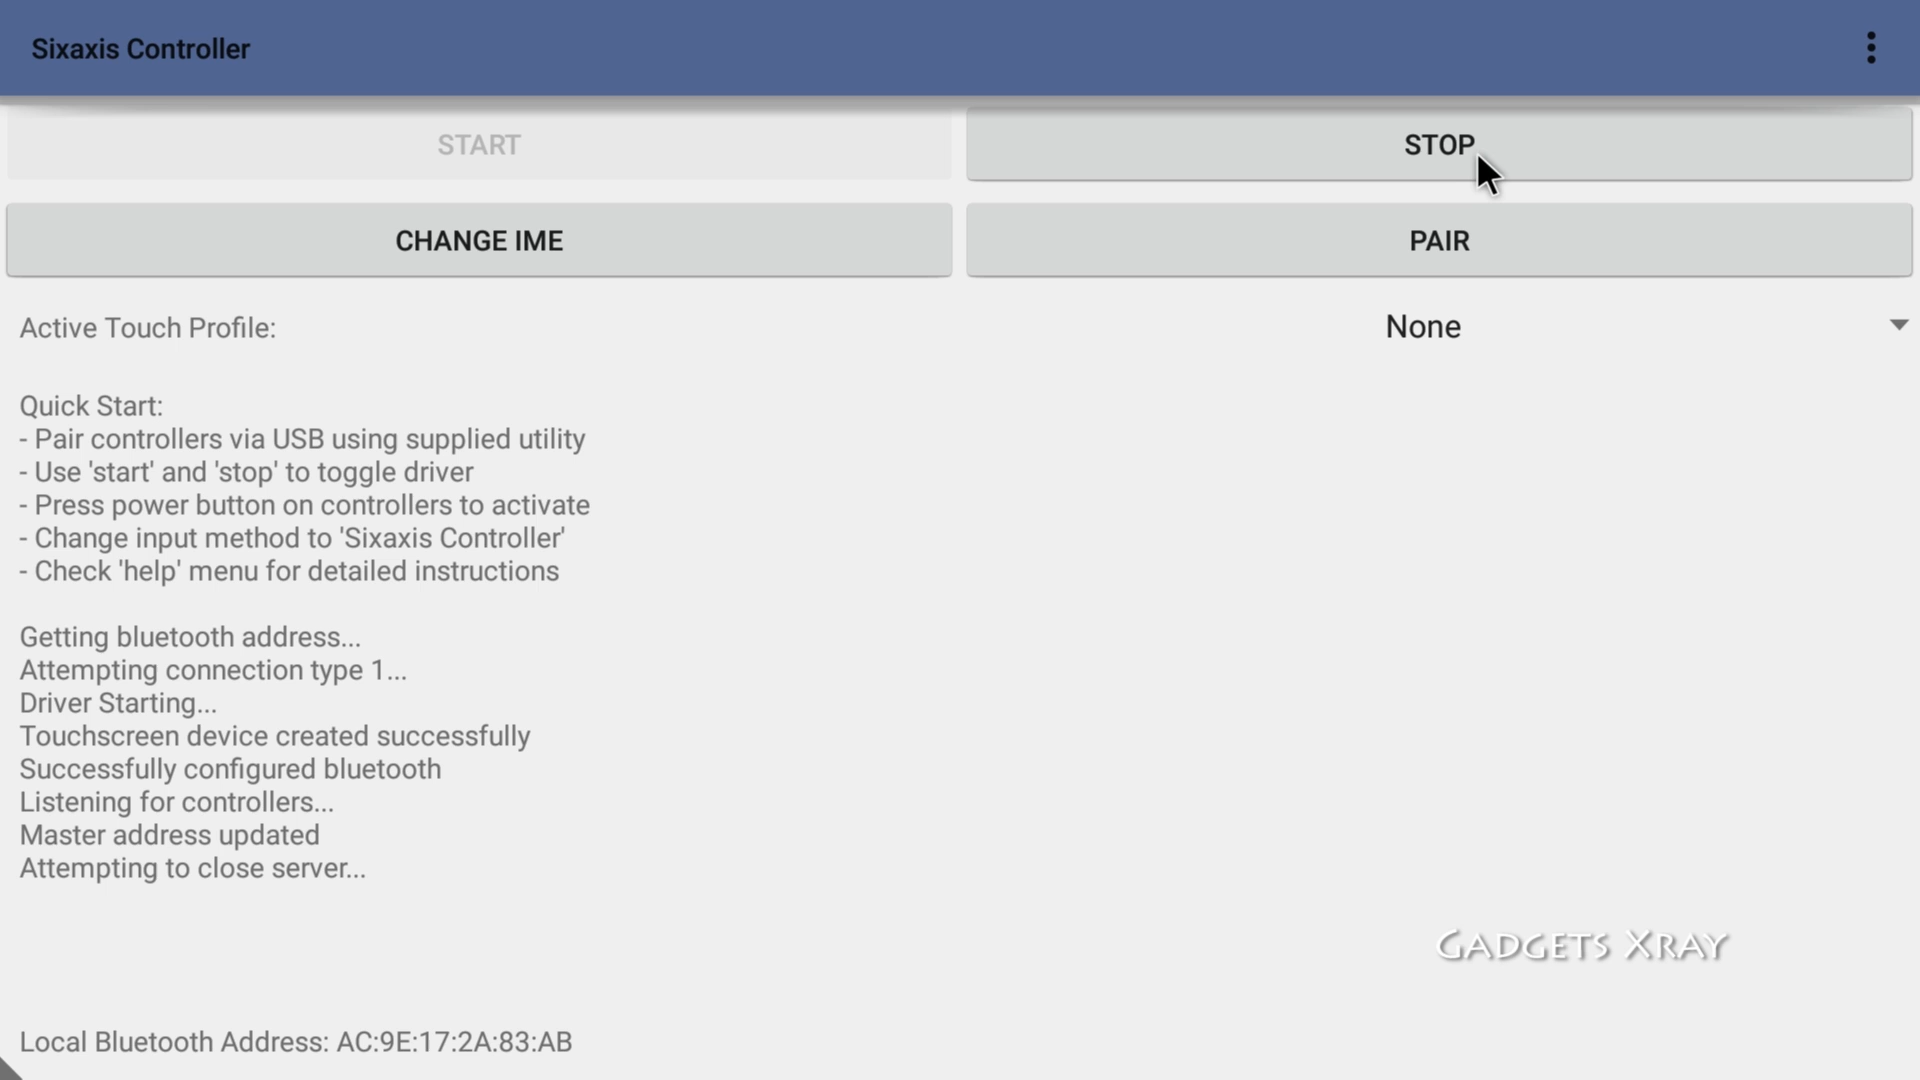 Sixaxis Controller
START
STOP
CHANGE IME
PAIR
Active Touch Profile:
None
Quick Start:
- Pair controllers via USB using supplied utility
- Use 'start' and 'stop' to toggle driver
- Press power button on controllers to activate
- Change input method to 'Sixaxis Controller'
- Check 'help' menu for detailed instructions
Getting bluetooth address...
Attempting connection type 1...
Driver Starting...
Touchscreen device created successfully
Successfully configured bluetooth
Listening for controllers...
Master address updated
Attempting to close server...
Gadgets Xray
Local Bluetooth Address: AC:9E:17:2A:83:AB